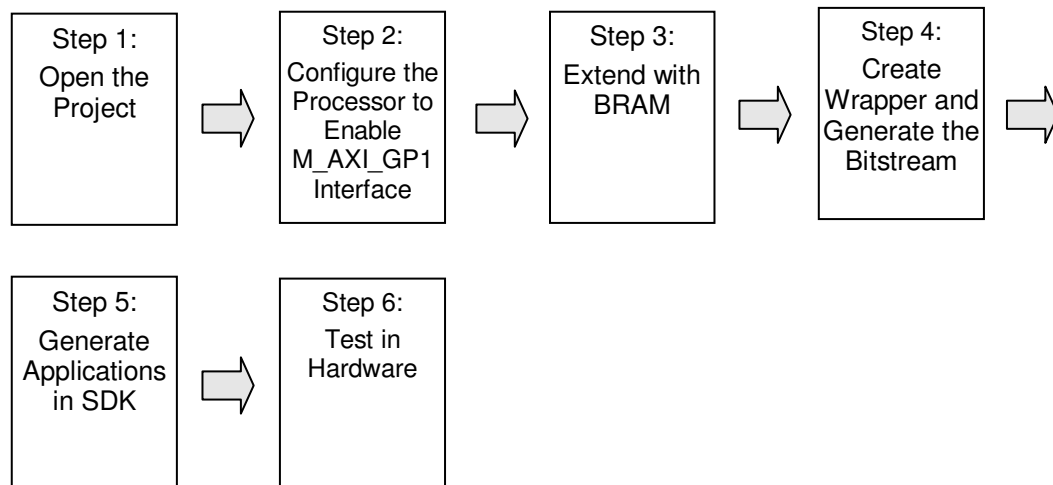 Step 1:
Open the
Project
Step 2:
Configure the
Processor to
Enable
M_AXI_GP1
Interface
Step 3:
Extend with
BRAM
Step 4:
Create
Wrapper and
Generate the
Bitstream
Step 5:
Generate
Applications
in SDK
Step 6:
Test in
Hardware